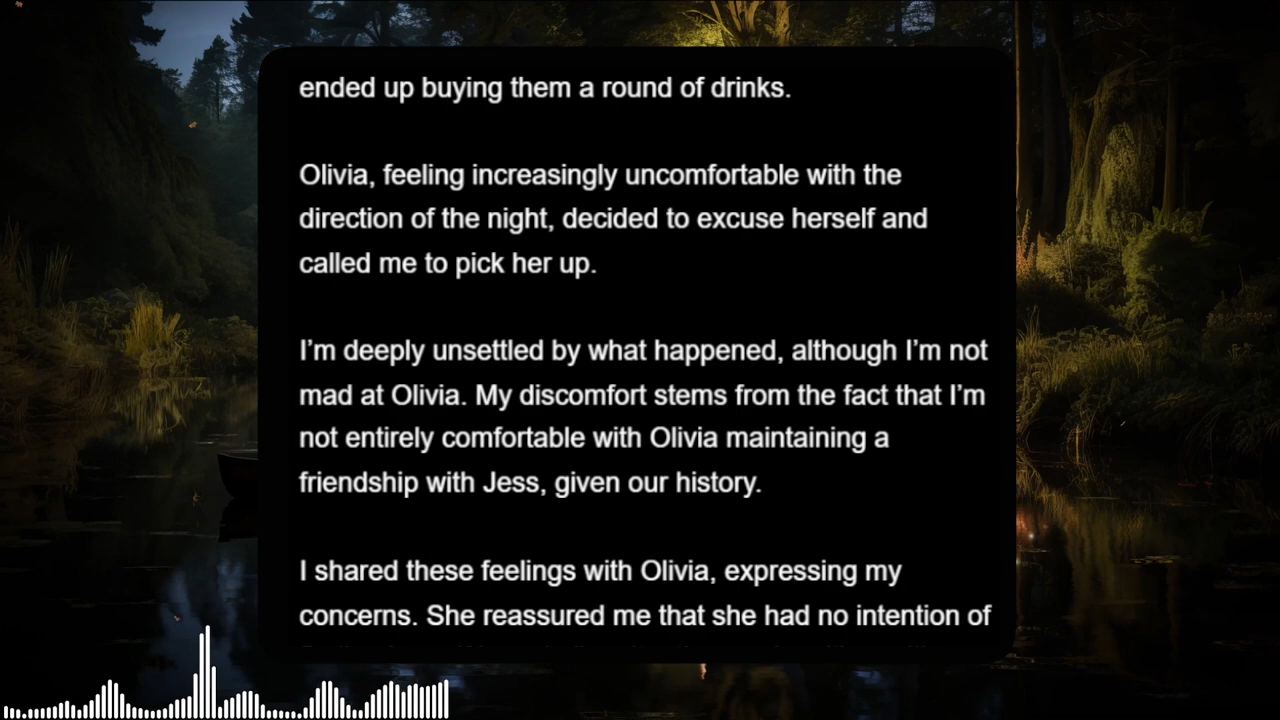 ended up buying them a round of drinks.
Olivia, feeling increasingly uncomfortable with the
direction of the night, decided to excuse herself and
called me to pick her up.
I’m deeply unsettled by what happened, although I’m not
mad at Olivia. My discomfort stems from the fact that I’m
not entirely comfortable with Olivia maintaining a
friendship with Jess, given our history.
I shared these feelings with Olivia, expressing my
concerns. She reassured me that she had no intention of